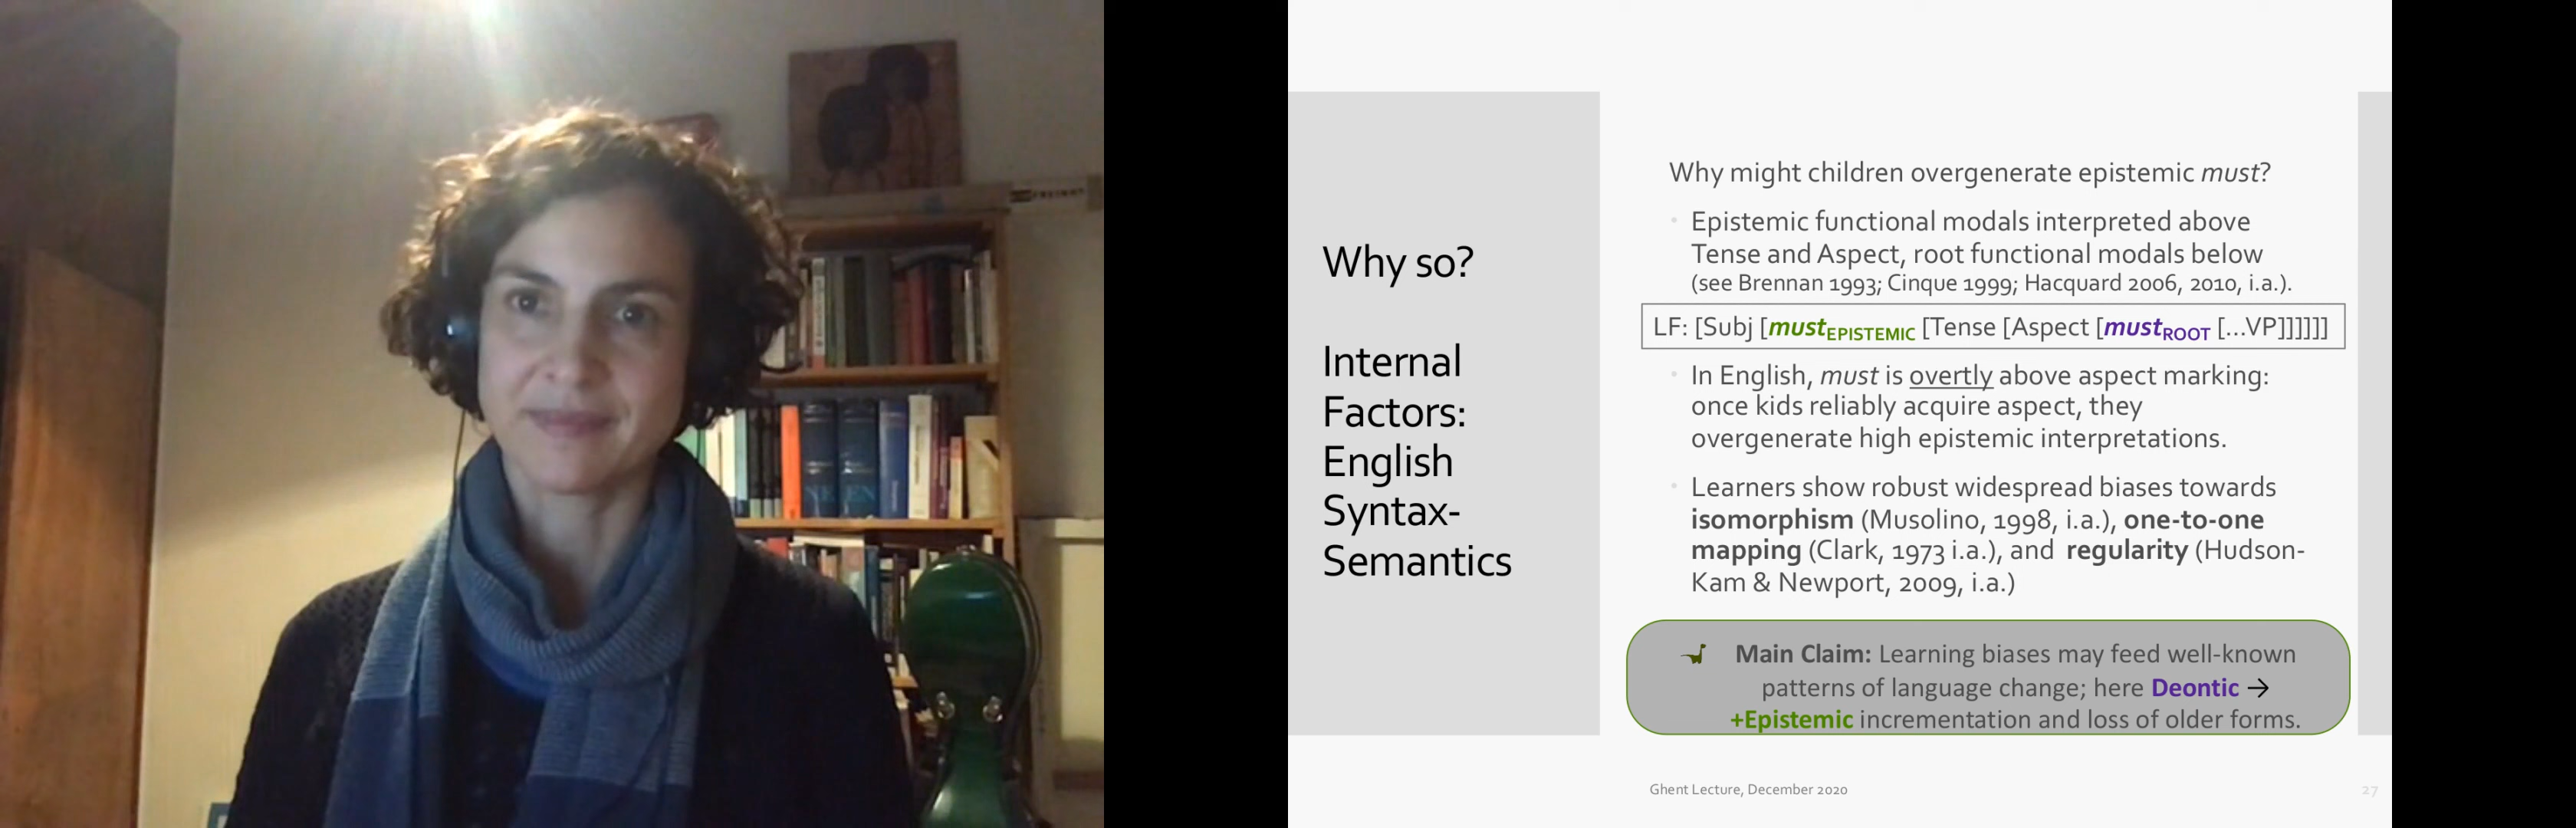 Why so?
Internal
Factors:
English
Syntax-
Semantics
Why might children overgenerate epistemic must?
• Epistemic functional modals interpreted above
Tense and Aspect, root functional modals below
(see Brennan 1993; Cinque 1999; Hacquard 2006, 2010, i.a.).
LF: [Subj [mustEPISTEMIC [Tense [Aspect [mustROOT [...VP]]]]]]
• In English, must is overtly above aspect marking:
once kids reliably acquire aspect, they
overgenerate high epistemic interpretations.
• Learners show robust widespread biases towards
isomorphism (Musolino, 1998, i.a.), one-to-one
mapping (Clark, 1973 i.a.), and regularity (Hudson-
Kam & Newport, 2009, i.a.)
Main Claim: Learning biases may feed well-known
patterns of language change; here Deontic →
+Epistemic incrementation and loss of older forms.
Ghent Lecture, December 2020
27